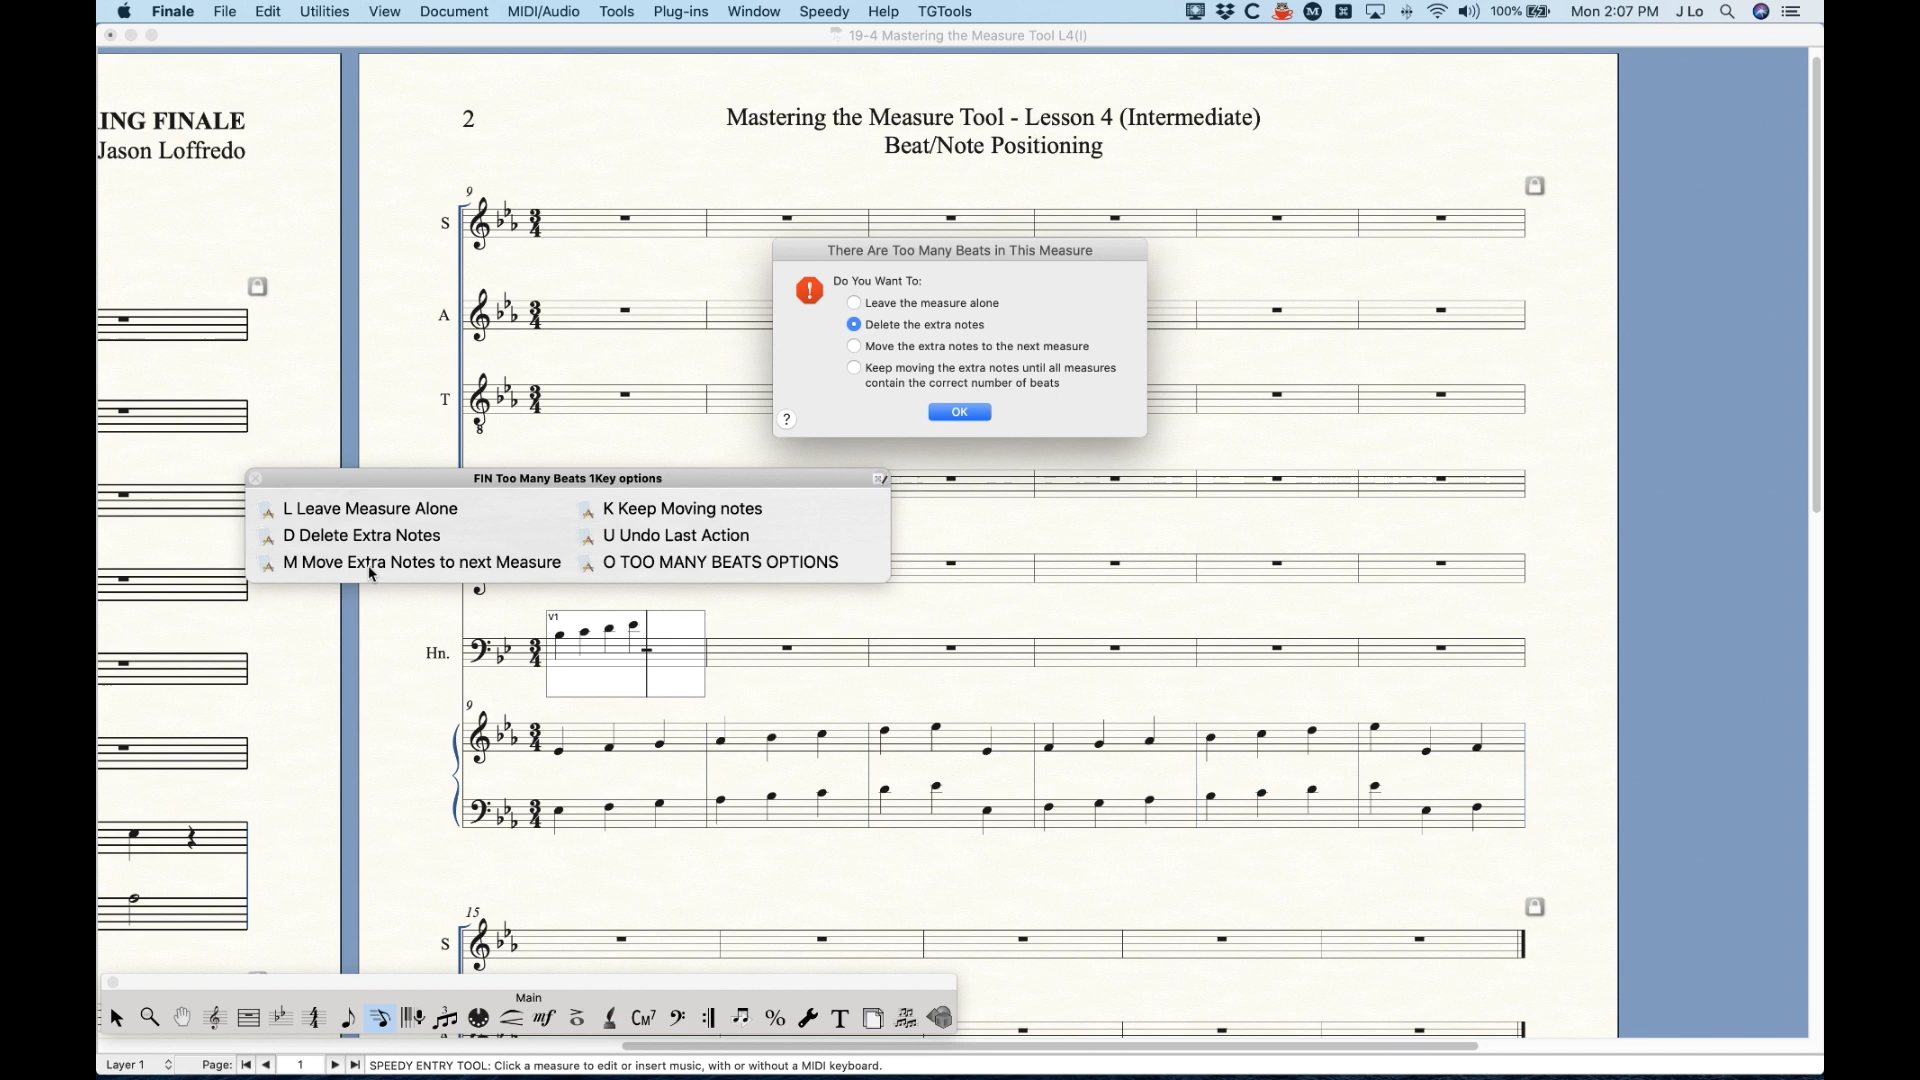 Finale File Edit Utilities View Document MIDI/Audio Tools Plug-ins Window Speedy Help TGTools 100% Mon 2:07 PM J Lo
19-4 Mastering the Measure Tool L4(I)
ING FINALE
Jason Loffredo
2
Mastering the Measure Tool - Lesson 4 (Intermediate)
Beat/Note Positioning
9
S
A
T
There Are Too Many Beats in This Measure
Do You Want To:
Leave the measure alone
Delete the extra notes
Move the extra notes to the next measure
Keep moving the extra notes until all measures
contain the correct number of beats
OK
?
FIN Too Many Beats 1Key options
L Leave Measure Alone
D Delete Extra Notes
M Move Extra Notes to next Measure
K Keep Moving notes
U Undo Last Action
O TOO MANY BEATS OPTIONS
V1
Hn.
9
15
S
Main
Layer 1 Page: 1 SPEEDY ENTRY TOOL: Click a measure to edit or insert music, with or without a MIDI keyboard.